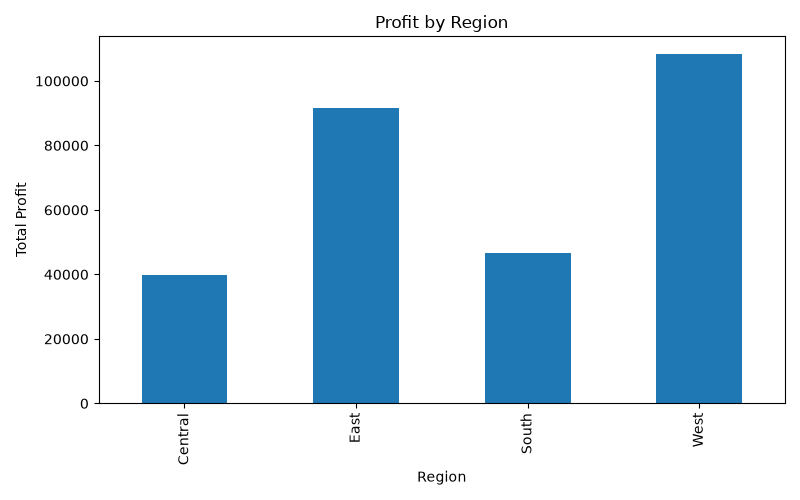 Profit by Region
Total Profit
100000
80000
60000
40000
20000
0
Central
East
South
West
Region